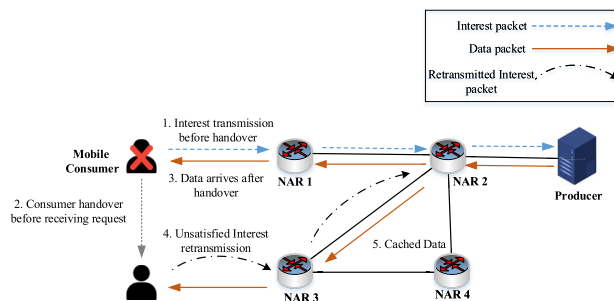 Interest packet
Data packet
Retransmitted Interest
packet
1. Interest transmission
before handover
Mobile
Consumer
3. Data arrives after
handover
NAR 1
NAR 2
Producer
2. Consumer handover
before receiving request
4. Unsatisfied Interest
retransmission
5. Cached Data
NAR 3
NAR 4